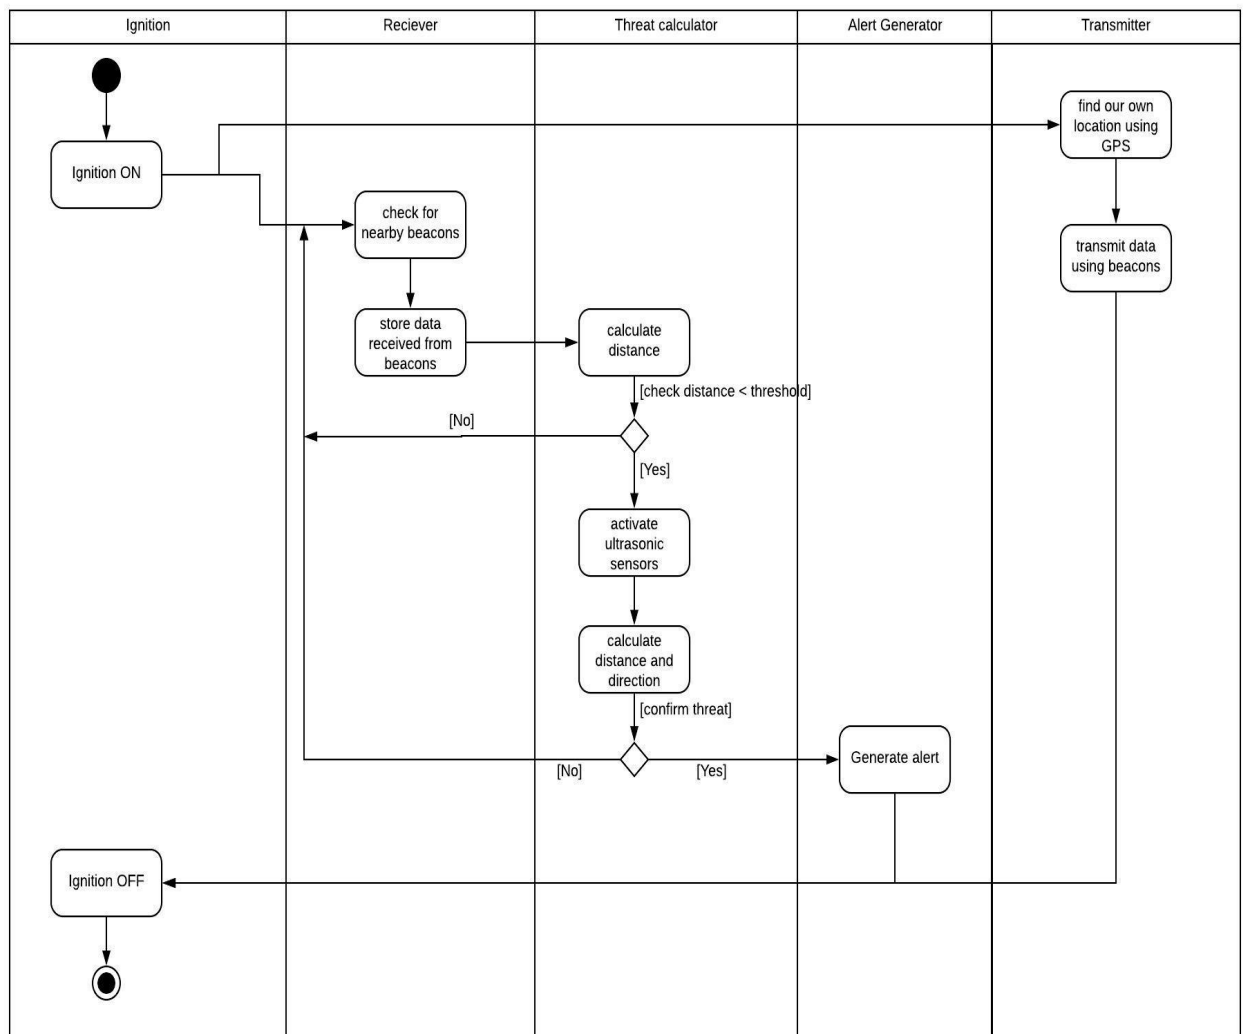 Ignition
Reciever
Threat calculator
Alert Generator
Transmitter
find our own
location using
GPS
Ignition ON
check for
nearby beacons
transmit data
using beacons
store data
received from
beacons
calculate
distance
[check distance < threshold]
[No]
[Yes]
activate
ultrasonic
sensors
calculate
distance and
direction
[confirm threat]
Generate alert
[No]
[Yes]
Ignition OFF